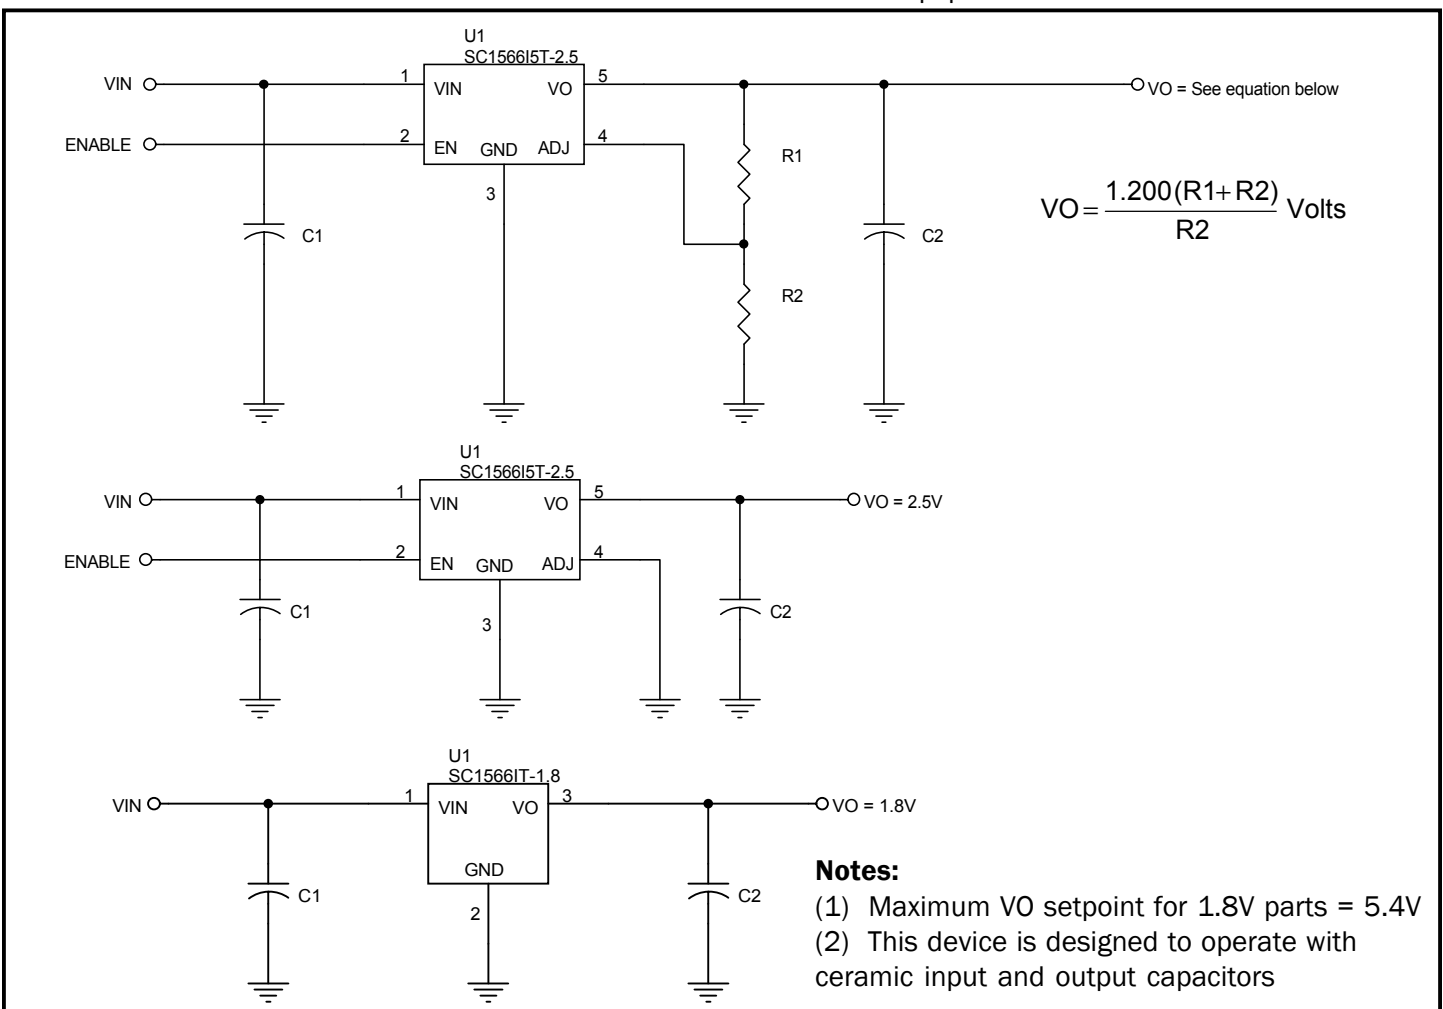 U1
SC1566I5T-2.5
VIN
1
VIN
VO
5
VO = See equation below
ENABLE
2
EN
GND
ADJ
4
3
R1
C1
C2
R2
VO = 1.200(R1+R2) / R2 Volts
U1
SC1566I5T-2.5
VIN
1
VIN
VO
5
VO = 2.5V
ENABLE
2
EN
GND
ADJ
4
C1
3
C2
U1
SC1566IT-1.8
VIN
1
VIN
VO
3
VO = 1.8V
GND
C1
2
C2
Notes:
(1) Maximum VO setpoint for 1.8V parts = 5.4V
(2) This device is designed to operate with
ceramic input and output capacitors